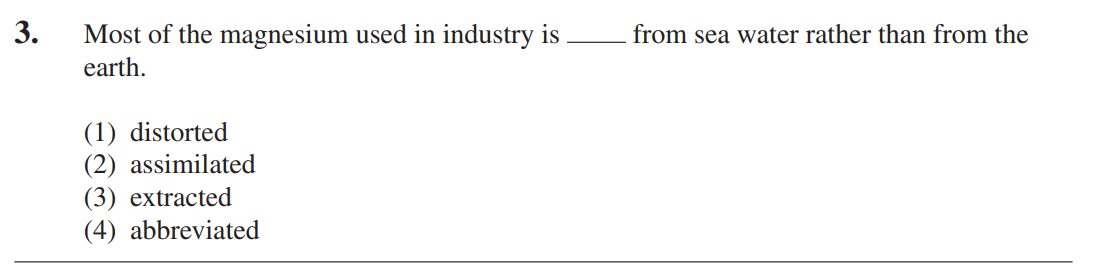 3. Most of the magnesium used in industry is _____ from sea water rather than from the
earth.
(1) distorted
(2) assimilated
(3) extracted
(4) abbreviated